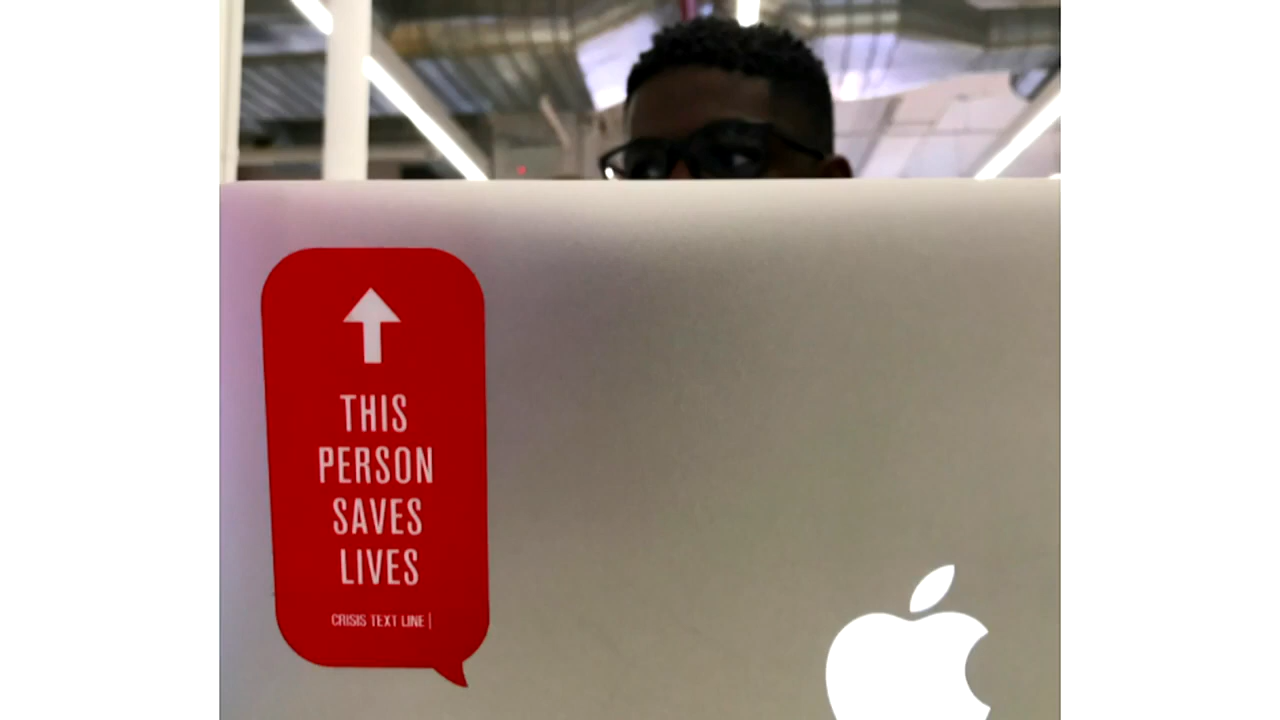 THIS
PERSON
SAVES
LIVES
CRISIS TEXT LINE|